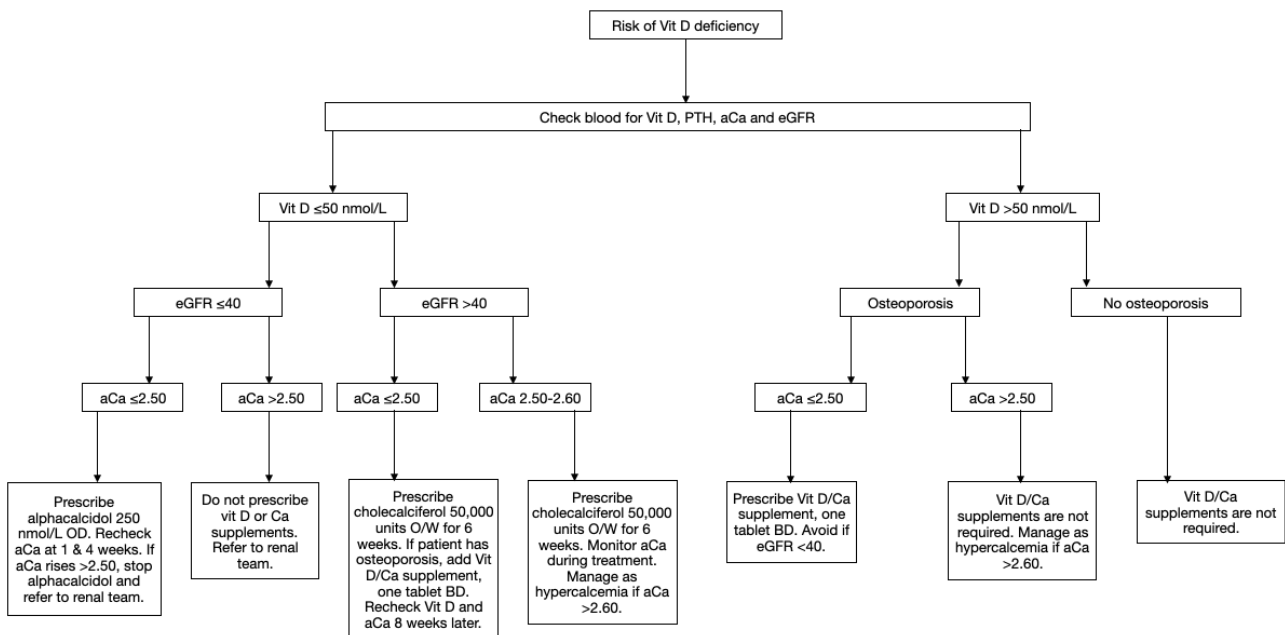 Risk of Vit D deficiency
Check blood for Vit D, PTH, aCa and eGFR
Vit D ≤50 nmol/L
Vit D >50 nmol/L
eGFR ≤40
eGFR >40
Osteoporosis
No osteoporosis
aCa ≤2.50
aCa >2.50
aCa ≤2.50
aCa 2.50-2.60
aCa ≤2.50
aCa >2.50
Prescribe
alphacalcidol 250
nmol/L OD. Recheck
aCa at 1 & 4 weeks. If
aCa rises >2.50, stop
alphacalcidol and
refer to renal team.
Do not prescribe
vit D or Ca
supplements.
Refer to renal
team.
Prescribe
cholecalciferol 50,000
units O/W for 6
weeks. If patient has
osteoporosis, add Vit
D/Ca supplement,
one tablet BD.
Recheck Vit D and
aCa 8 weeks later.
Prescribe
cholecalciferol 50,000
units O/W for 6
weeks. Monitor aCa
during treatment.
Manage as
hypercalcemia if aCa
>2.60.
Prescribe Vit D/Ca
supplement, one
tablet BD. Avoid if
eGFR <40.
Vit D/Ca
supplements are not
required. Manage as
hypercalcemia if aCa
>2.60.
Vit D/Ca
supplements are not
required.